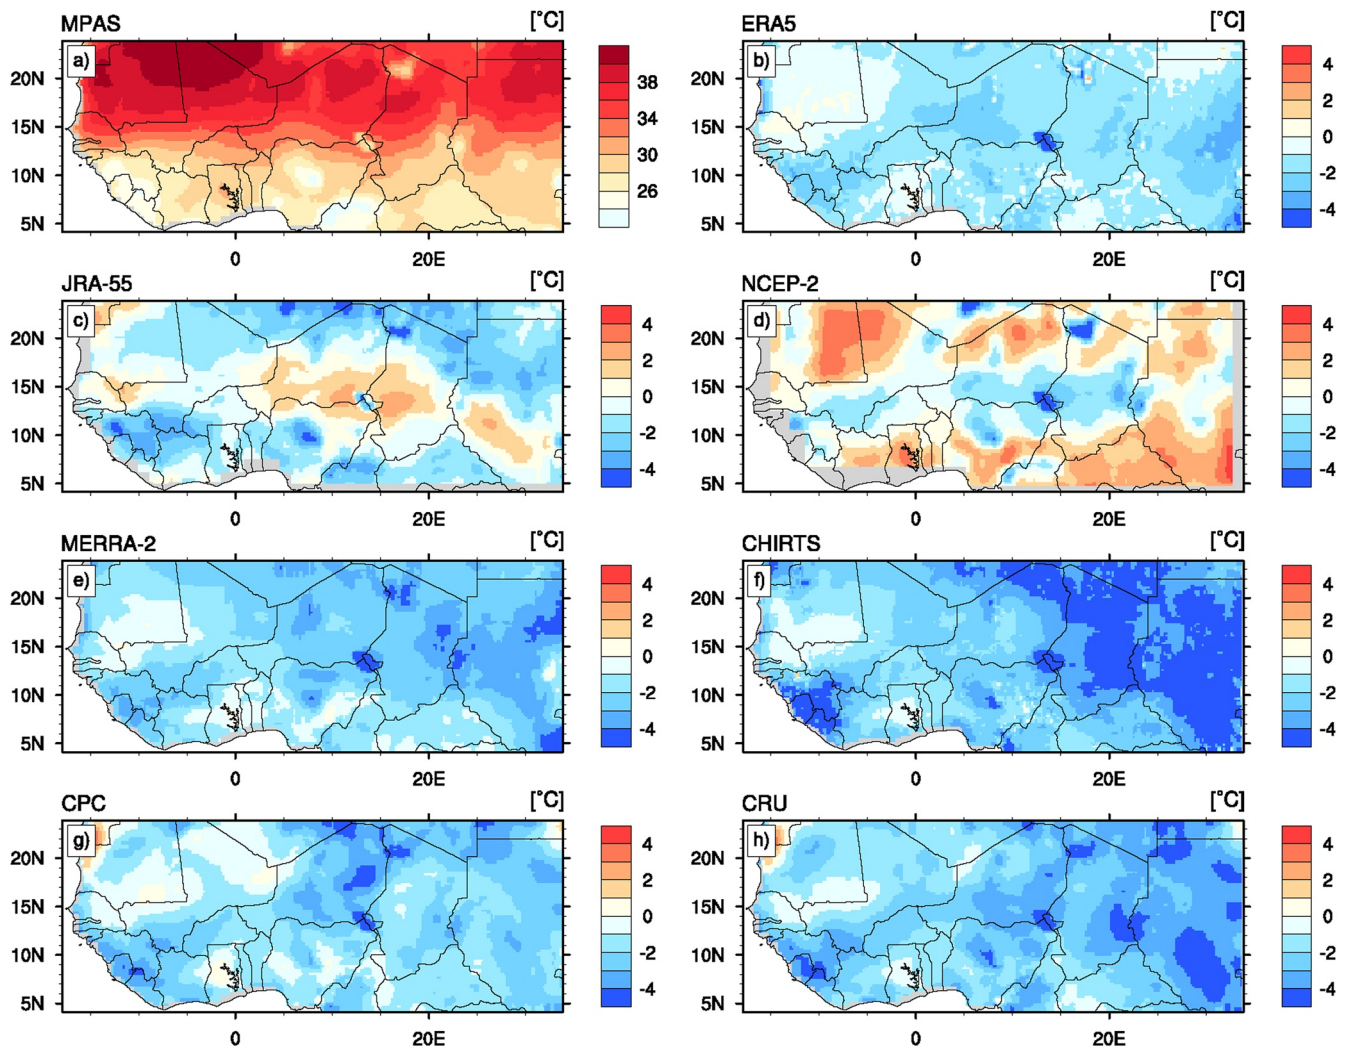 MPAS [°C] ERA5 [°C]
a) b)
20N 15N 10N 5N
0 20E
38 34 30 26
20N 15N 10N 5N
0 20E
4 2 0 -2 -4
JRA-55 [°C] NCEP-2 [°C]
c) d)
20N 15N 10N 5N
0 20E
4 2 0 -2 -4
20N 15N 10N 5N
0 20E
4 2 0 -2 -4
MERRA-2 [°C] CHIRTS [°C]
e) f)
20N 15N 10N 5N
0 20E
4 2 0 -2 -4
20N 15N 10N 5N
0 20E
4 2 0 -2 -4
CPC [°C] CRU [°C]
g) h)
20N 15N 10N 5N
0 20E
4 2 0 -2 -4
20N 15N 10N 5N
0 20E
4 2 0 -2 -4